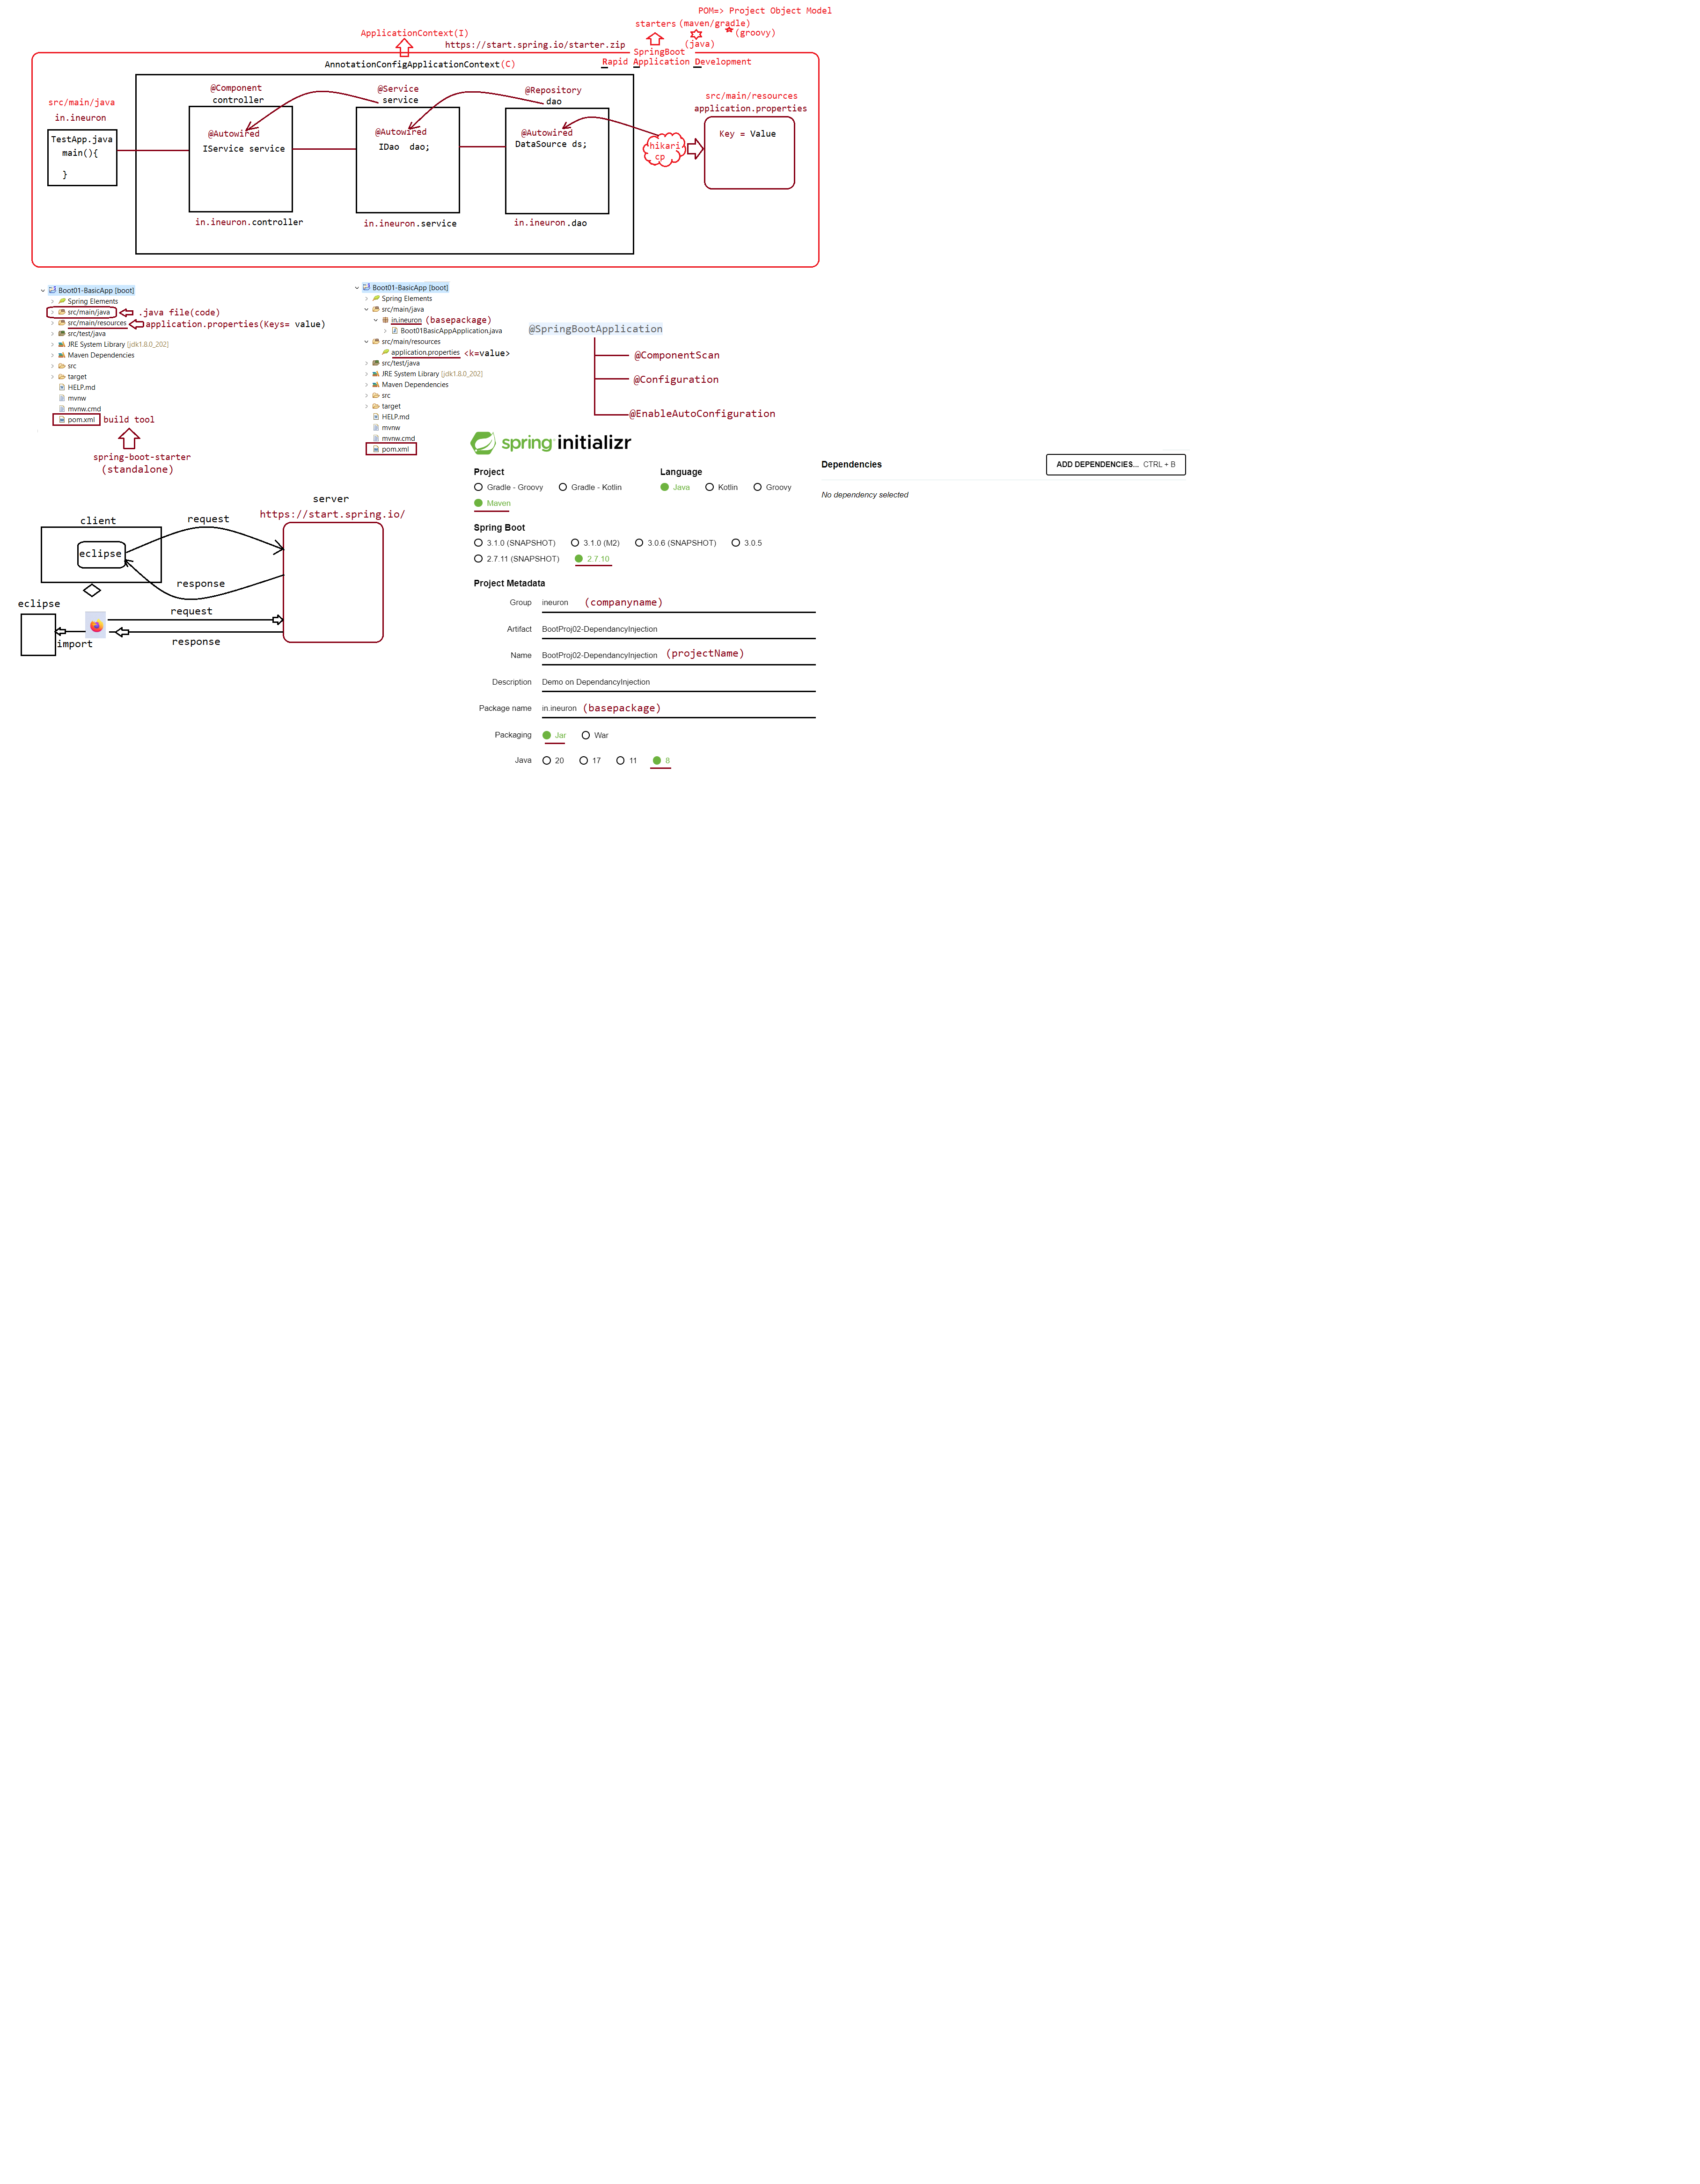 POM=> Project Object Model
starters (maven/gradle)
(groovy)
(java)
ApplicationContext(I)
https://start.spring.io/starter.zip
SpringBoot
Rapid Application Development
AnnotationConfigApplicationContext(C)
src/main/java
in.ineuron
TestApp.java
main(){
}
@Component
controller
@Autowired
IService service
in.ineuron.controller
@Service
service
@Autowired
IDao dao;
in.ineuron.service
@Repository
dao
@Autowired
DataSource ds;
in.ineuron.dao
hikari
cp
src/main/resources
application.properties
Key = Value
Boot01-BasicApp [boot]
Spring Elements
src/main/java .java file(code)
src/main/resources application.properties(Keys= value)
src/test/java
JRE System Library [jdk1.8.0_202]
Maven Dependencies
src
target
HELP.md
mvnw
mvnw.cmd
pom.xml build tool
spring-boot-starter
(standalone)
Boot01-BasicApp [boot]
Spring Elements
src/main/java
in.ineuron (basepackage)
Boot01BasicAppApplication.java
src/main/resources
application.properties <k=value>
src/test/java
JRE System Library [jdk1.8.0_202]
Maven Dependencies
src
target
HELP.md
mvnw
mvnw.cmd
pom.xml
@SpringBootApplication
@ComponentScan
@Configuration
@EnableAutoConfiguration
server
https://start.spring.io/
client
eclipse
request
response
eclipse
import
request
response
spring initializr
Project
Gradle - Groovy Gradle - Kotlin
Maven
Language
Java Kotlin Groovy
Spring Boot
3.1.0 (SNAPSHOT) 3.1.0 (M2) 3.0.6 (SNAPSHOT) 3.0.5
2.7.11 (SNAPSHOT) 2.7.10
Project Metadata
Group ineuron (companyname)
Artifact BootProj02-DependancyInjection
Name BootProj02-DependancyInjection (projectName)
Description Demo on DependancyInjection
Package name in.ineuron (basepackage)
Packaging Jar War
Java 20 17 11 8
Dependencies
ADD DEPENDENCIES... CTRL + B
No dependency selected